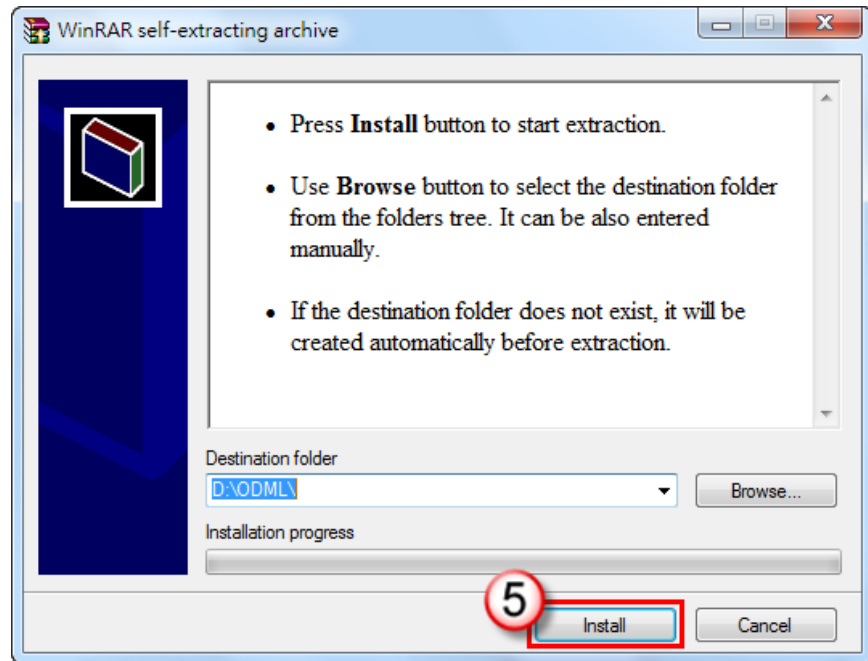 WinRAR self-extracting archive
• Press Install button to start extraction.
• Use Browse button to select the destination folder
from the folders tree. It can be also entered
manually.
• If the destination folder does not exist, it will be
created automatically before extraction.
Destination folder
D:\ODML\
Browse...
Installation progress
5
Install
Cancel